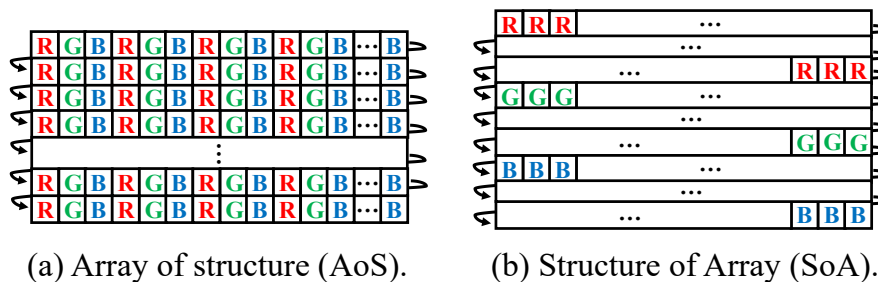 R G B R G B R G B R G B ... B
R G B R G B R G B R G B ... B
R G B R G B R G B R G B ... B
R G B R G B R G B R G B ... B
⋮
R G B R G B R G B R G B ... B
R G B R G B R G B R G B ... B
(a) Array of structure (AoS).
R R R ...
...
... R R R
G G G ...
...
... G G G
B B B ...
...
... B B B
(b) Structure of Array (SoA).